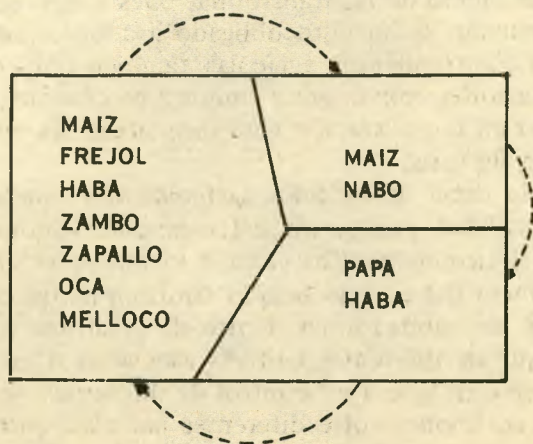 MAIZ
FREJOL
HABA
ZAMBO
ZAPALLO
OCA
MELLOCO
MAIZ
NABO
PAPA
HABA